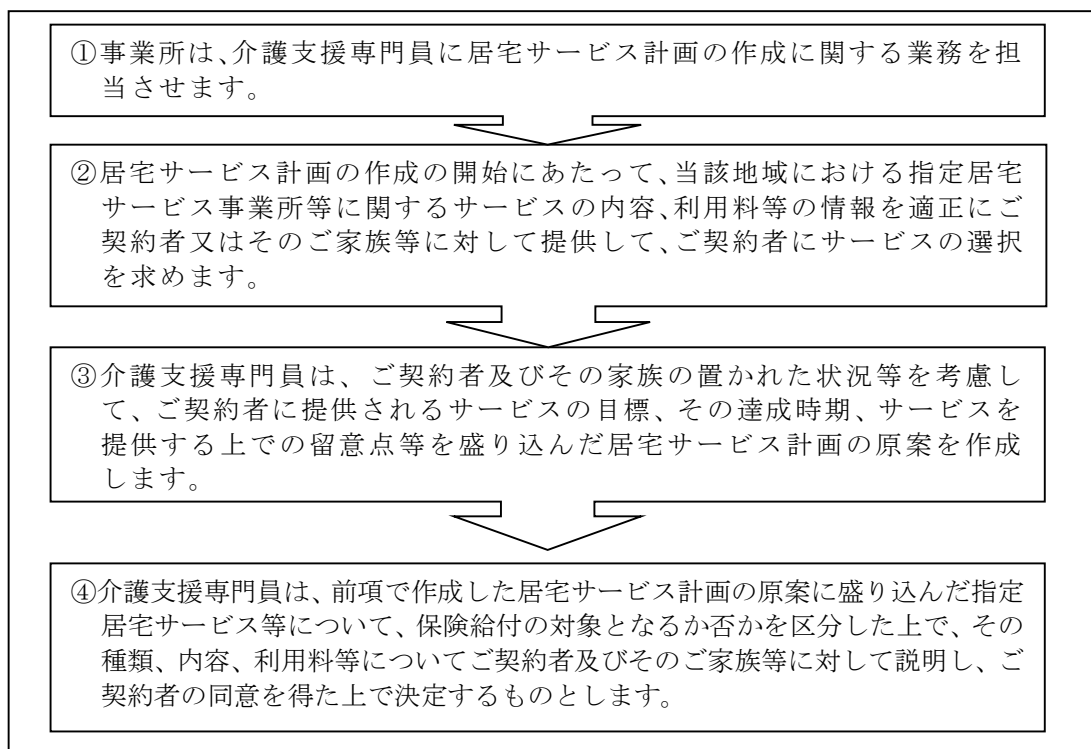 ①事業所は、介護支援専門員に居宅サービス計画の作成に関する業務を担
当させます。
②居宅サービス計画の作成の開始にあたって、当該地域における指定居宅
サービス事業所等に関するサービスの内容、利用料等の情報を適正にご
契約者又はそのご家族等に対して提供して、ご契約者にサービスの選択
を求めます。
③介護支援専門員は、ご契約者及びその家族の置かれた状況等を考慮し
て、ご契約者に提供されるサービスの目標、その達成時期、サービスを
提供する上での留意点等を盛り込んだ居宅サービス計画の原案を作成
します。
④介護支援専門員は、前項で作成した居宅サービス計画の原案に盛り込んだ指定
居宅サービス等について、保険給付の対象となるか否かを区分した上で、その
種類、内容、利用料等についてご契約者及びそのご家族等に対して説明し、ご
契約者の同意を得た上で決定するものとします。